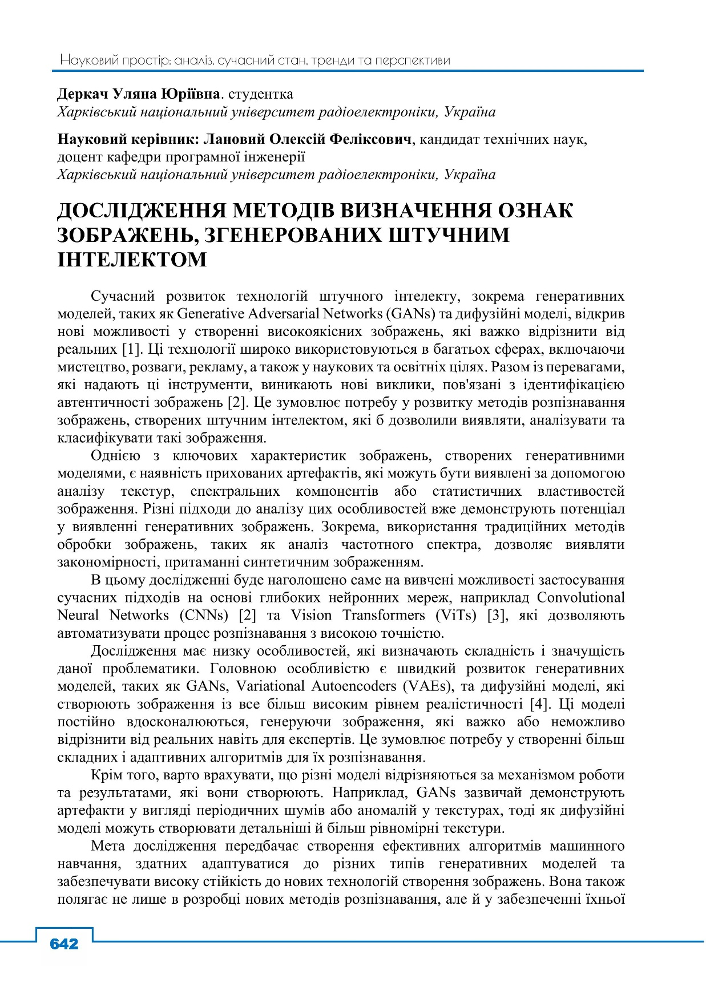 Науковий простір: аналіз, сучасний стан, тренди та перспективи
Деркач Уляна Юріївна. студентка
Харківський національний університет радіоелектроніки, Україна
Науковий керівник: Лановий Олексій Феліксович, кандидат технічних наук,
доцент кафедри програмної інженерії
Харківський національний університет радіоелектроніки, Україна
ДОСЛІДЖЕННЯ МЕТОДІВ ВИЗНАЧЕННЯ ОЗНАК
ЗОБРАЖЕНЬ, ЗГЕНЕРОВАНИХ ШТУЧНИМ
ІНТЕЛЕКТОМ
Сучасний розвиток технологій штучного інтелекту, зокрема генеративних
моделей, таких як Generative Adversarial Networks (GANs) та дифузійні моделі, відкрив
нові можливості у створенні високоякісних зображень, які важко відрізнити від
реальних [1]. Ці технології широко використовуються в багатьох сферах, включаючи
мистецтво, розваги, рекламу, а також у наукових та освітніх цілях. Разом із перевагами,
які надають ці інструменти, виникають нові виклики, пов'язані з ідентифікацією
автентичності зображень [2]. Це зумовлює потребу у розвитку методів розпізнавання
зображень, створених штучним інтелектом, які б дозволили виявляти, аналізувати та
класифікувати такі зображення.
Однією з ключових характеристик зображень, створених генеративними
моделями, є наявність прихованих артефактів, які можуть бути виявлені за допомогою
аналізу текстур, спектральних компонентів або статистичних властивостей
зображення. Різні підходи до аналізу цих особливостей вже демонструють потенціал
у виявленні генеративних зображень. Зокрема, використання традиційних методів
обробки зображень, таких як аналіз частотного спектра, дозволяє виявляти
закономірності, притаманні синтетичним зображенням.
В цьому дослідженні буде наголошено саме на вивчені можливості застосування
сучасних підходів на основі глибоких нейронних мереж, наприклад Convolutional
Neural Networks (CNNs) [2] та Vision Transformers (ViTs) [3], які дозволяють
автоматизувати процес розпізнавання з високою точністю.
Дослідження має низку особливостей, які визначають складність і значущість
даної проблематики. Головною особливістю є швидкий розвиток генеративних
моделей, таких як GANs, Variational Autoencoders (VAEs), та дифузійні моделі, які
створюють зображення із все більш високим рівнем реалістичності [4]. Ці моделі
постійно вдосконалюються, генеруючи зображення, які важко або неможливо
відрізнити від реальних навіть для експертів. Це зумовлює потребу у створенні більш
складних і адаптивних алгоритмів для їх розпізнавання.
Крім того, варто врахувати, що різні моделі відрізняються за механізмом роботи
та результатами, які вони створюють. Наприклад, GANs зазвичай демонструють
артефакти у вигляді періодичних шумів або аномалій у текстурах, тоді як дифузійні
моделі можуть створювати детальніші й більш рівномірні текстури.
Мета дослідження передбачає створення ефективних алгоритмів машинного
навчання, здатних адаптуватися до різних типів генеративних моделей та
забезпечувати високу стійкість до нових технологій створення зображень. Вона також
полягає не лише в розробці нових методів розпізнавання, але й у забезпеченні їхньої
642